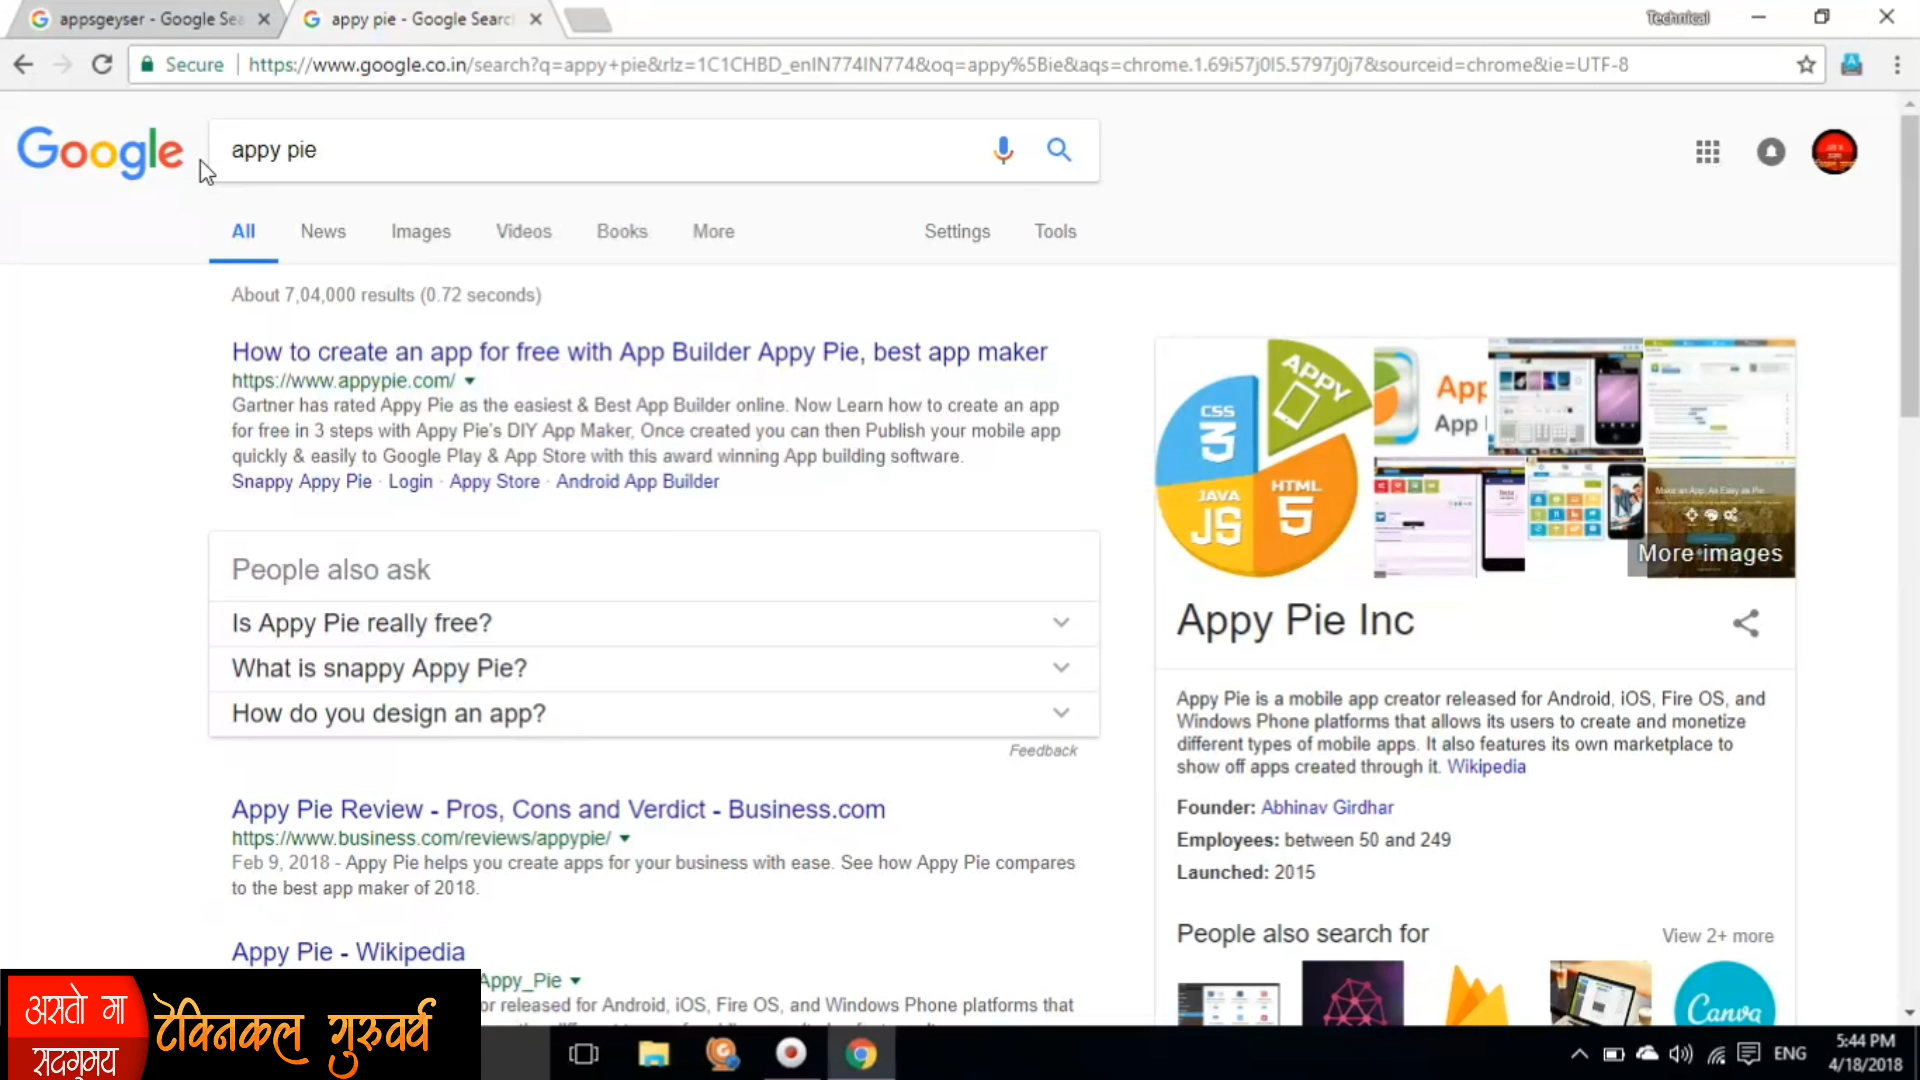 appsgeyser - Google Sea
appy pie - Google Searc
Technical
Secure
https://www.google.co.in/search?q=appy+pie&rlz=1C1CHBD_enIN774IN774&oq=appy%5Bie&aqs=chrome.1.69i57j0l5.5797j0j7&sourceid=chrome&ie=UTF-8
Google
appy pie
All News Images Videos Books More Settings Tools
About 7,04,000 results (0.72 seconds)
How to create an app for free with App Builder Appy Pie, best app maker
https://www.appypie.com/
Gartner has rated Appy Pie as the easiest & Best App Builder online. Now Learn how to create an app
for free in 3 steps with Appy Pie's DIY App Maker, Once created you can then Publish your mobile app
quickly & easily to Google Play & App Store with this award winning App building software.
Snappy Appy Pie · Login · Appy Store · Android App Builder
People also ask
Is Appy Pie really free?
What is snappy Appy Pie?
How do you design an app?
Feedback
Appy Pie Review - Pros, Cons and Verdict - Business.com
https://www.business.com/reviews/appypie/
Feb 9, 2018 - Appy Pie helps you create apps for your business with ease. See how Appy Pie compares
to the best app maker of 2018.
Appy Pie - Wikipedia
Appy_Pie
or released for Android, iOS, Fire OS, and Windows Phone platforms that
CSS
3
APPY
JAVA
JS
HTML
5
App
App
Make an App, As Easy as Pie
More images
Appy Pie Inc
Appy Pie is a mobile app creator released for Android, iOS, Fire OS, and
Windows Phone platforms that allows its users to create and monetize
different types of mobile apps. It also features its own marketplace to
show off apps created through it. Wikipedia
Founder: Abhinav Girdhar
Employees: between 50 and 249
Launched: 2015
People also search for
View 2+ more
Canva
असतो मा
सदगमय
टेक्निकल गुरुवर्य
ENG
5:44 PM
4/18/2018